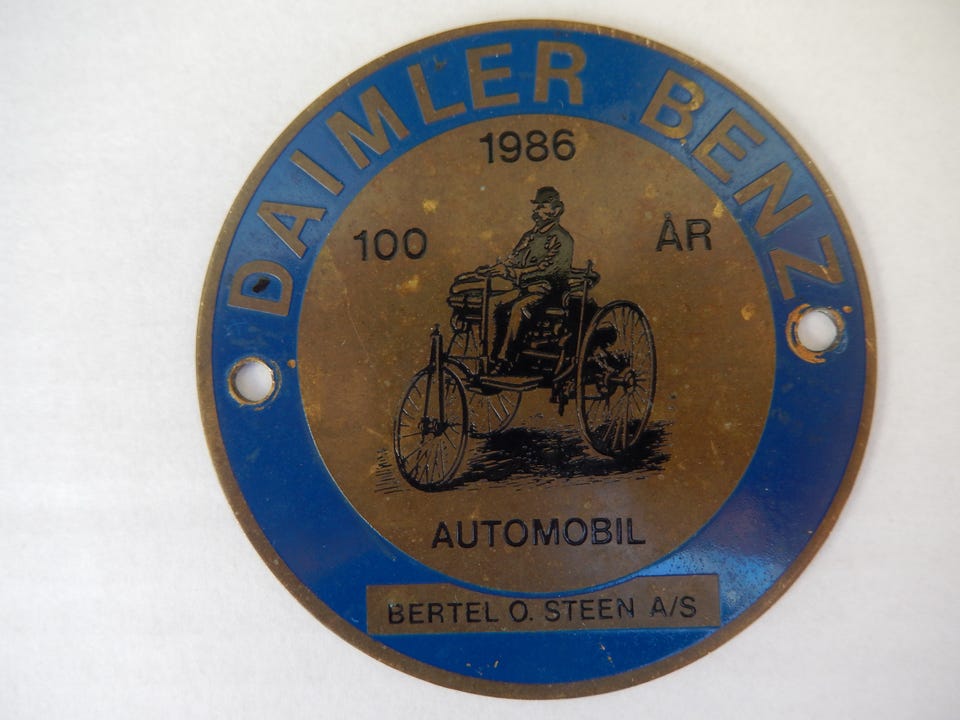 DAIMLER BENZ
1986
100 ÅR
AUTOMOBIL
BERTEL O. STEEN A/S